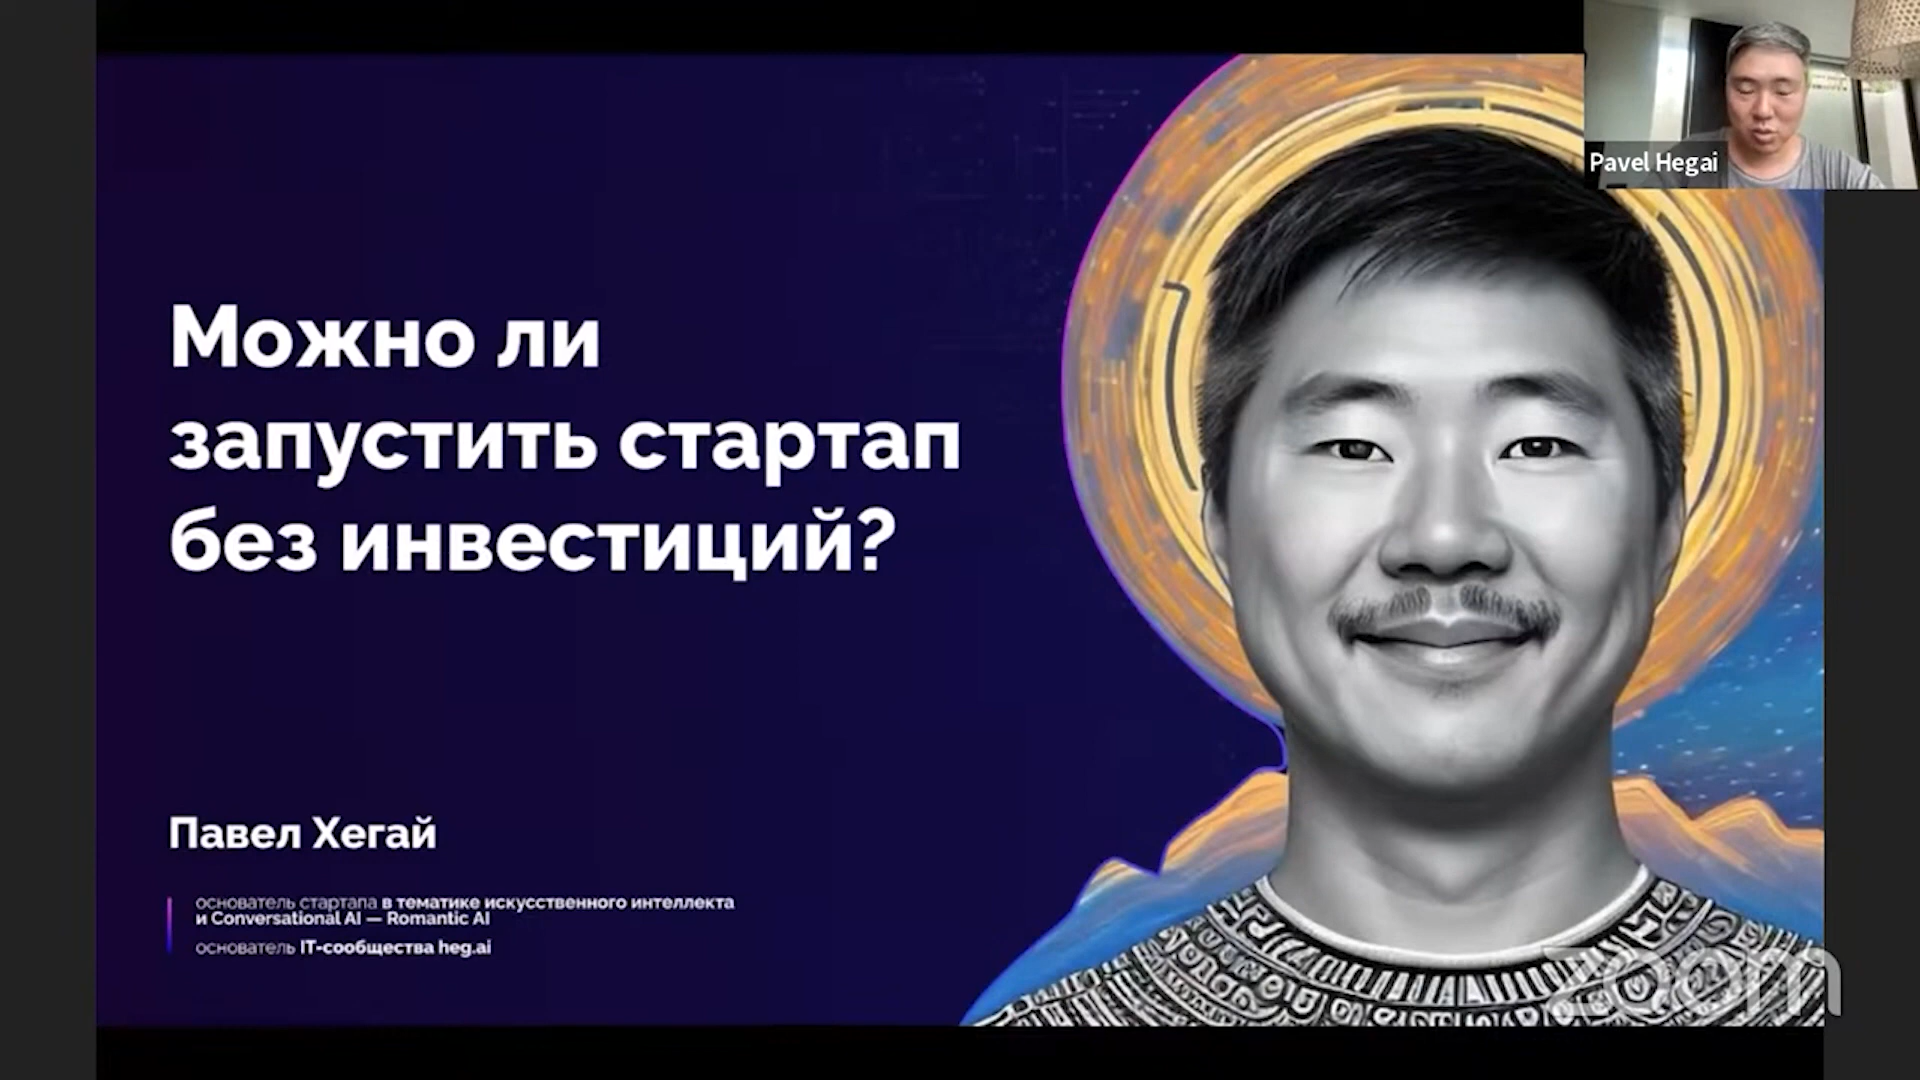 Pavel Hegai
Можно ли
запустить стартап
без инвестиций?
Павел Хегай
основатель стартапа в тематике искусственного интеллекта
и Conversational AI — Romantic AI
основатель IT-сообщества heg.ai
zoom